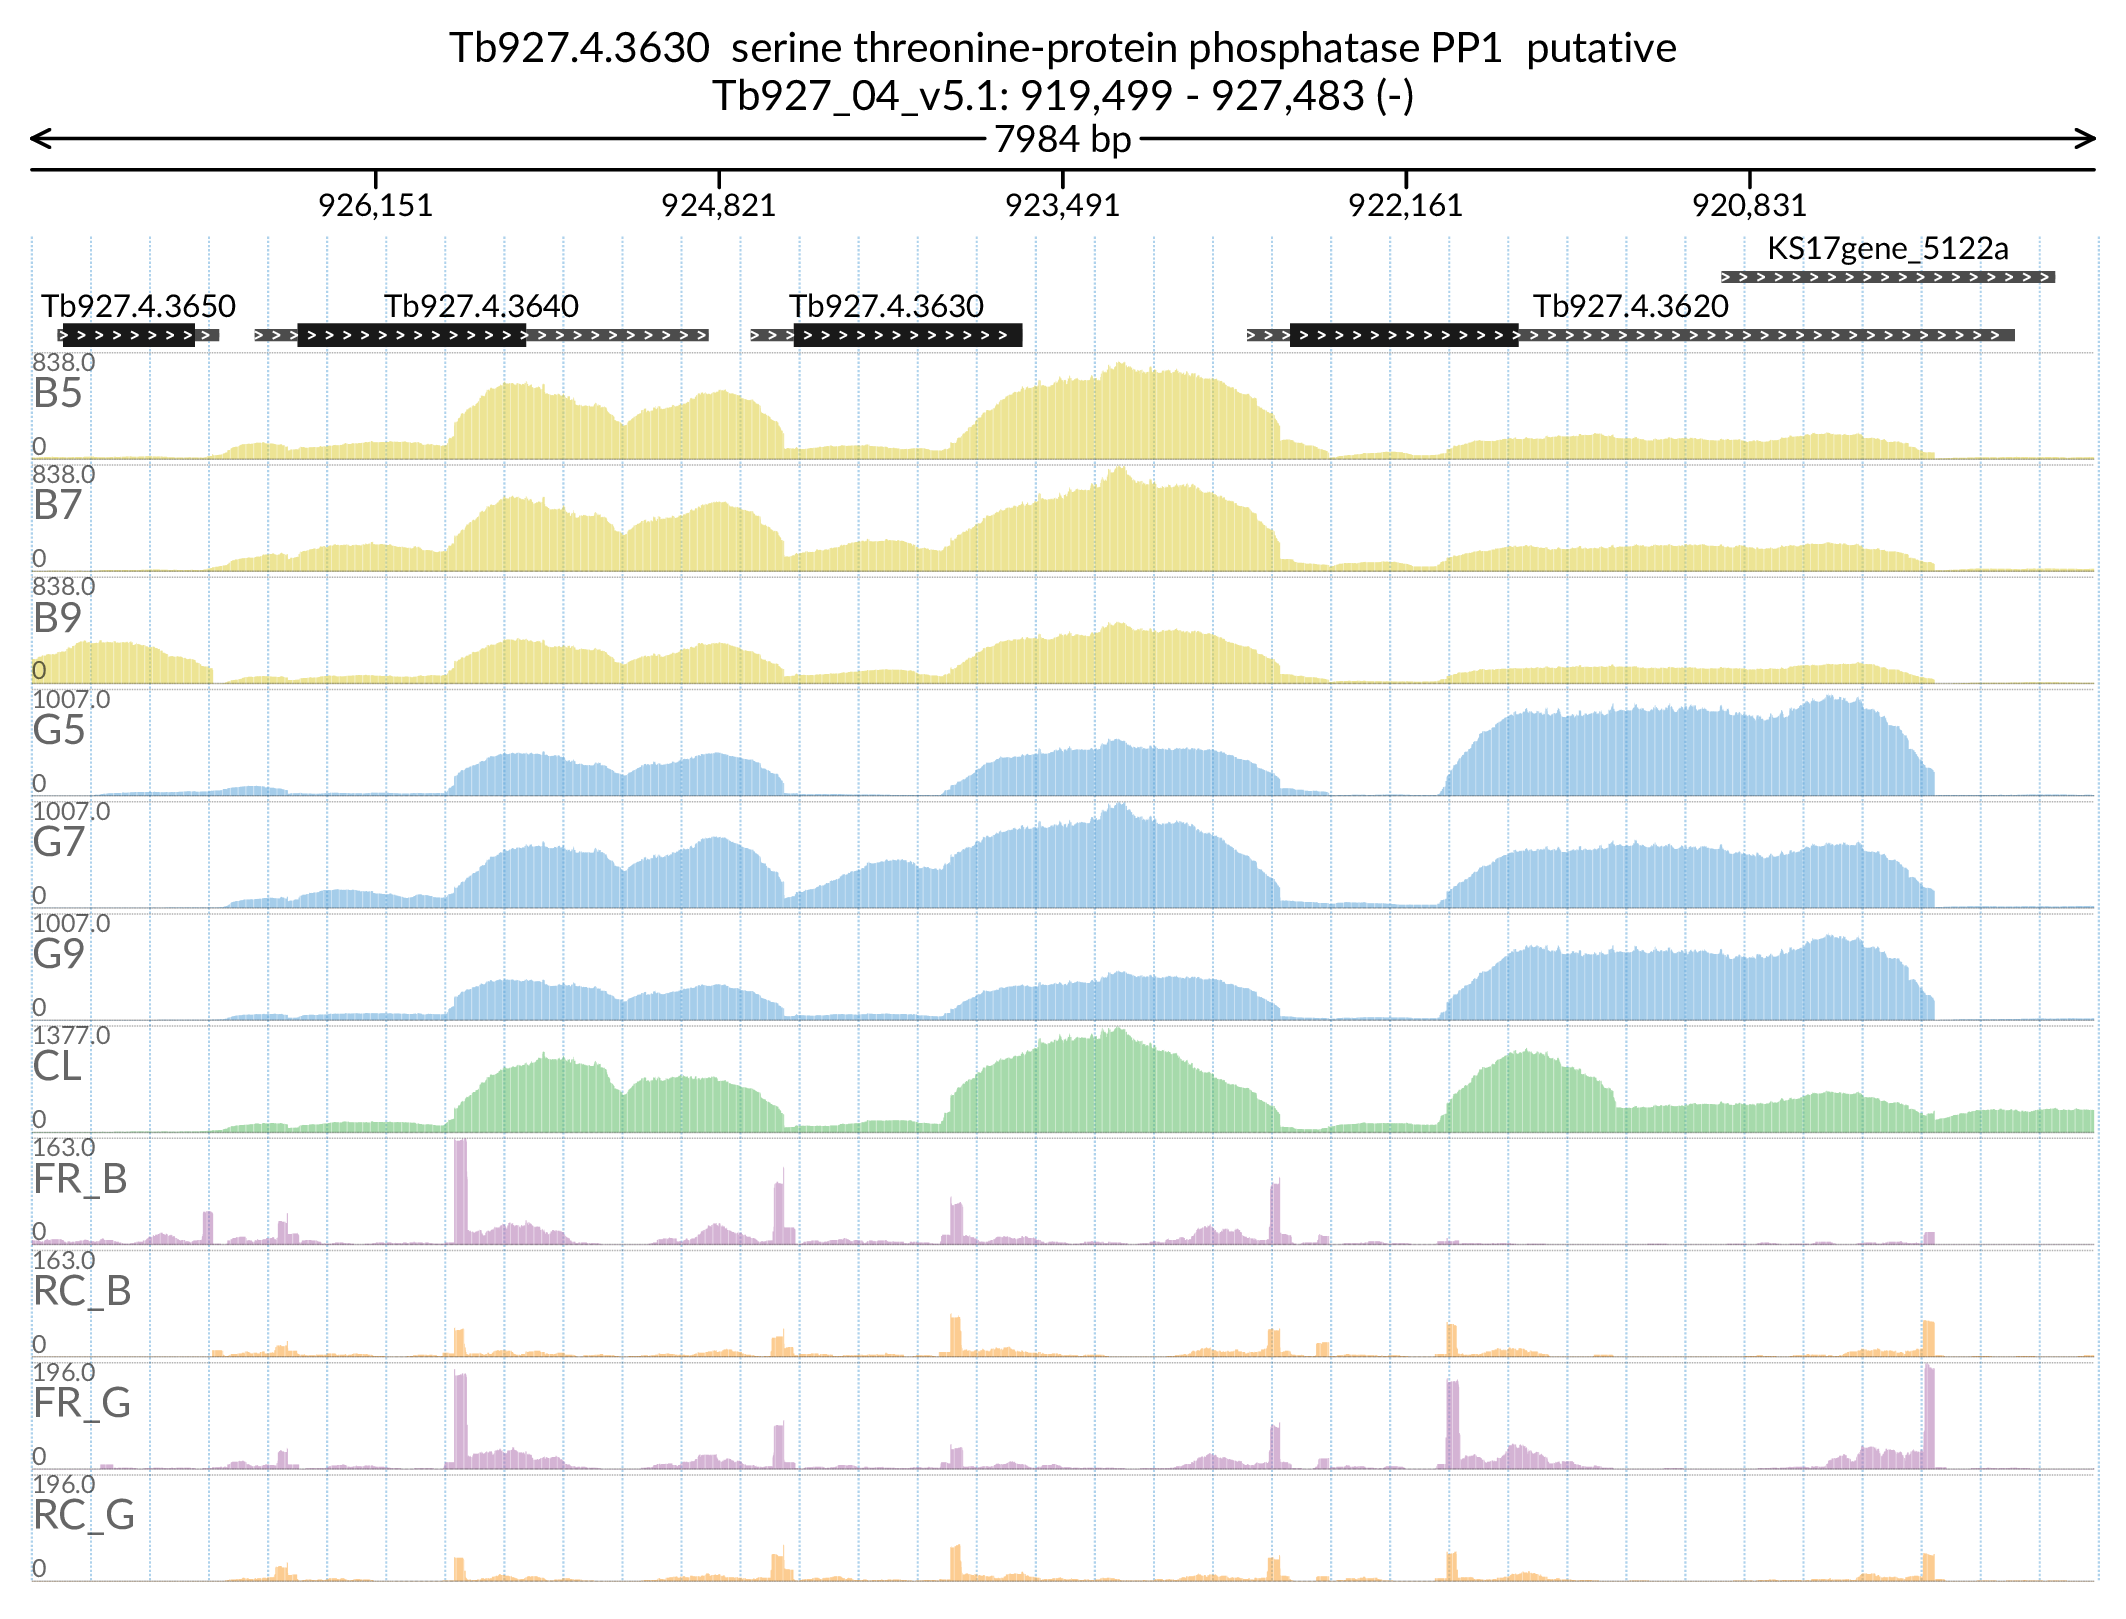 Tb927.4.3630  serine threonine-protein phosphatase PP1  putative
Tb927_04_v5.1: 919,499 - 927,483 (-)
7984 bp
926,151 924,821 923,491 922,161 920,831
KS17gene_5122a
Tb927.4.3650 Tb927.4.3640 Tb927.4.3630 Tb927.4.3620
838.0
B5
0
838.0
B7
0
838.0
B9
0
1007.0
G5
0
1007.0
G7
0
1007.0
G9
0
1377.0
CL
0
163.0
FR_B
0
163.0
RC_B
0
196.0
FR_G
0
196.0
RC_G
0